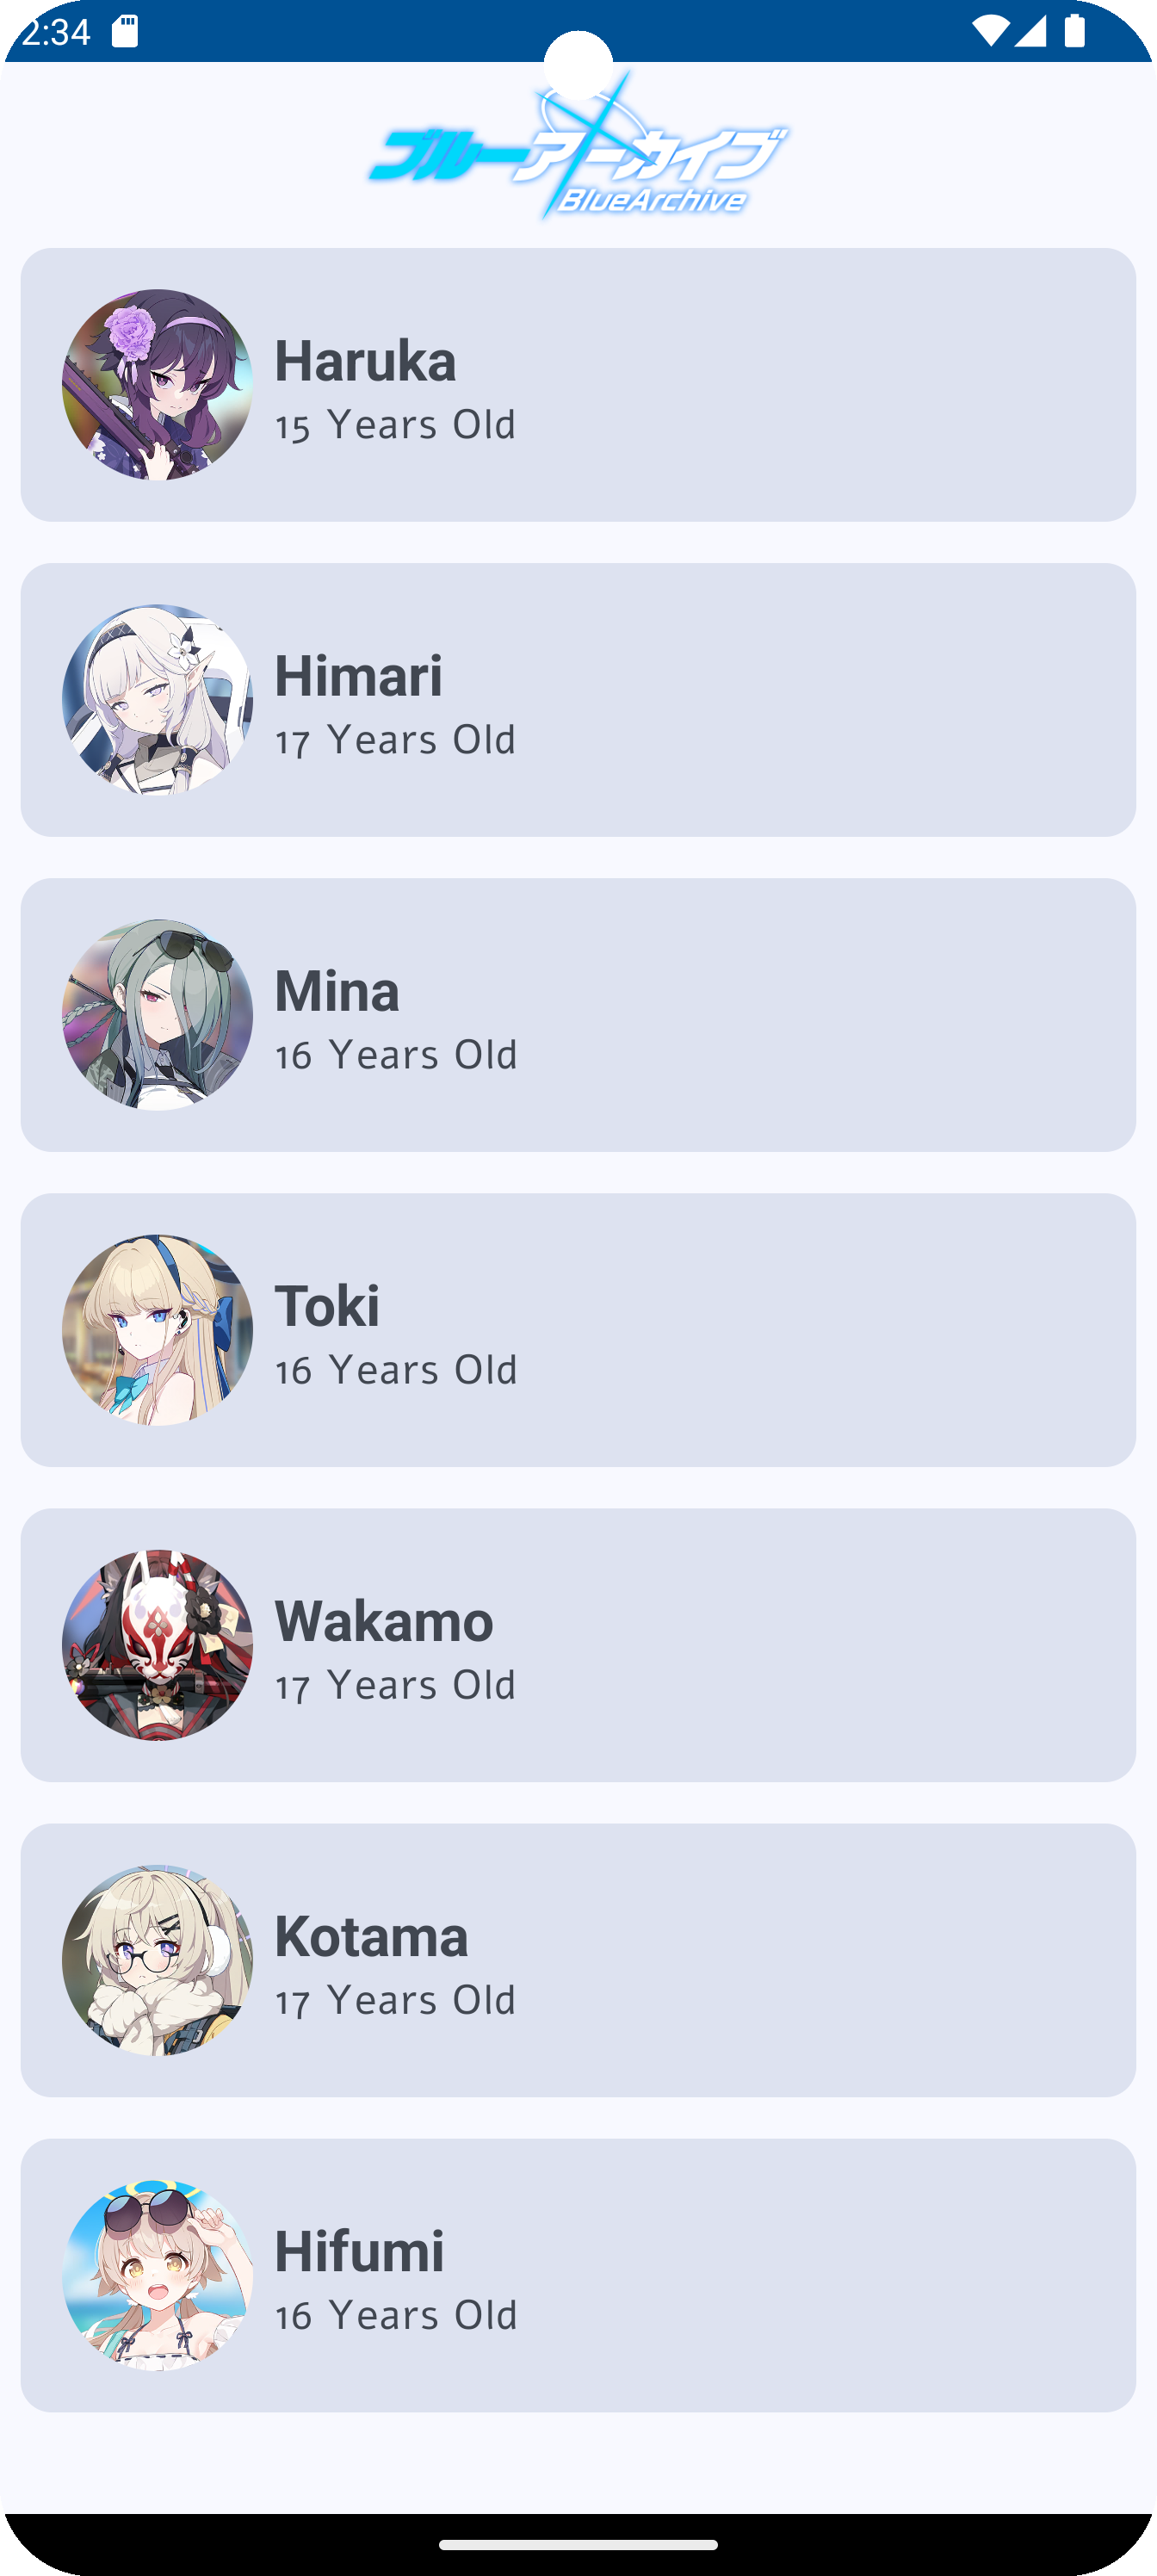 2:34
ブルーアーカイブ
BlueArchive
Haruka
15 Years Old
Himari
17 Years Old
Mina
16 Years Old
Toki
16 Years Old
Wakamo
17 Years Old
Kotama
17 Years Old
Hifumi
16 Years Old